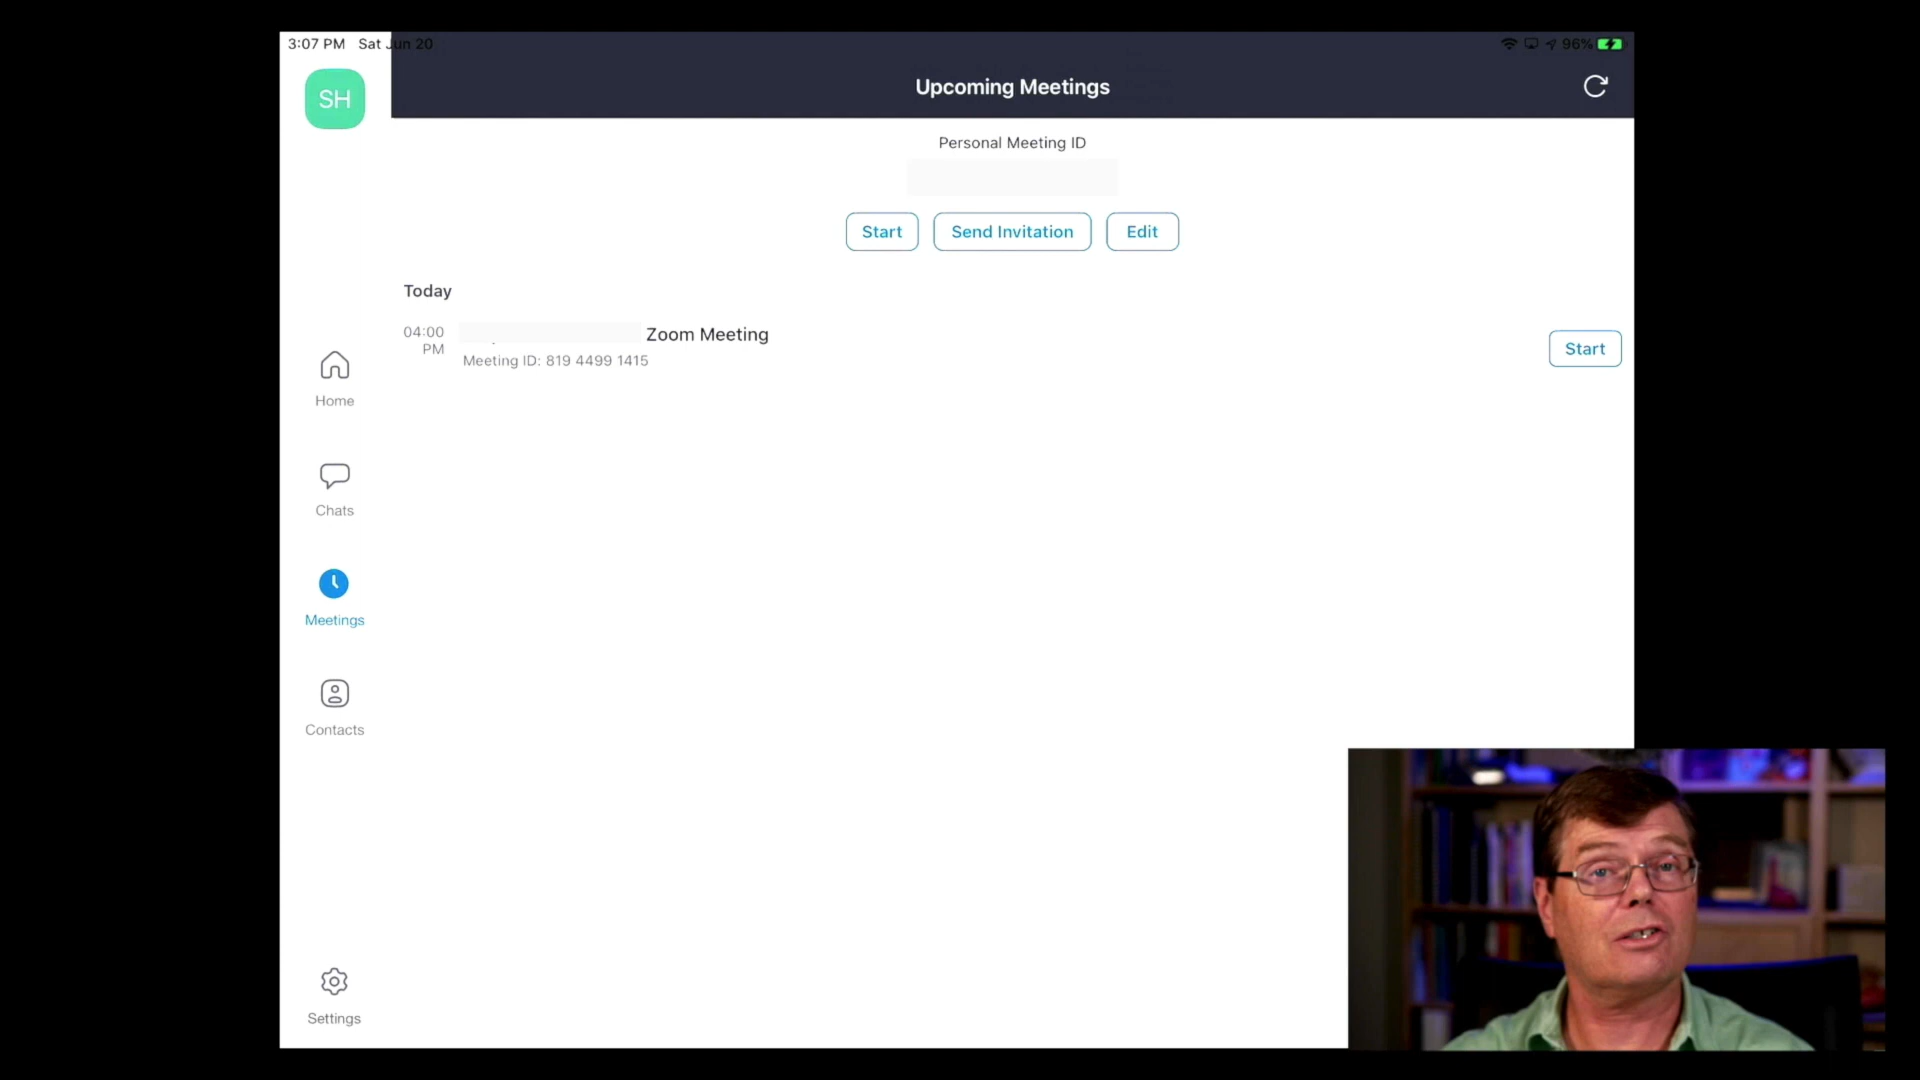 3:07 PM Sat Jun 20
96%
SH
Upcoming Meetings
Personal Meeting ID
Start
Send Invitation
Edit
Today
04:00 PM
Zoom Meeting
Meeting ID: 819 4499 1415
Start
Home
Chats
Meetings
Contacts
Settings